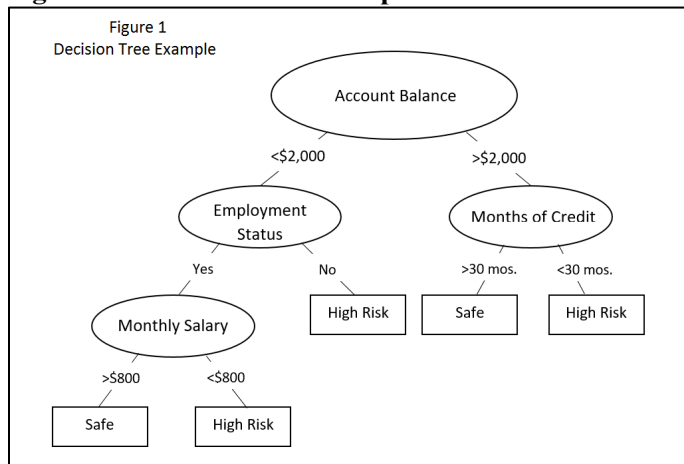 Figure 1
Decision Tree Example
Account Balance
<$2,000
>$2,000
Employment
Status
Months of Credit
Yes
No
>30 mos.
<30 mos.
Monthly Salary
High Risk
Safe
High Risk
>$800
<$800
Safe
High Risk